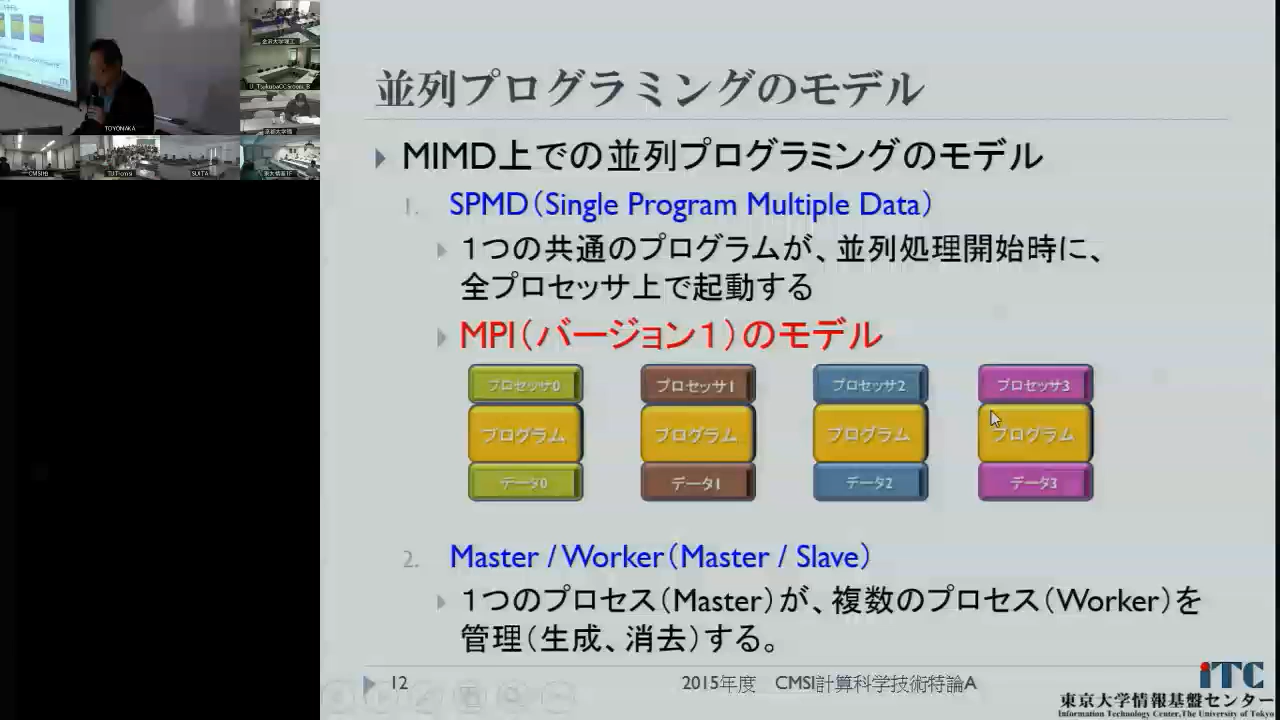 並列プログラミングのモデル
MIMD上での並列プログラミングのモデル
1. SPMD（Single Program Multiple Data）
１つの共通のプログラムが、並列処理開始時に、
全プロセッサ上で起動する
MPI（バージョン１）のモデル
プロセッサ0 プロセッサ1 プロセッサ2 プロセッサ3
プログラム プログラム プログラム プログラム
データ0 データ1 データ2 データ3
2. Master / Worker（Master / Slave）
１つのプロセス（Master）が、複数のプロセス（Worker）を
管理（生成、消去）する。
12 2015年度 CMSI計算科学技術特論A
iTC
東京大学情報基盤センター
Information Technology Center, The University of Tokyo
TOYONAKA
SUITA